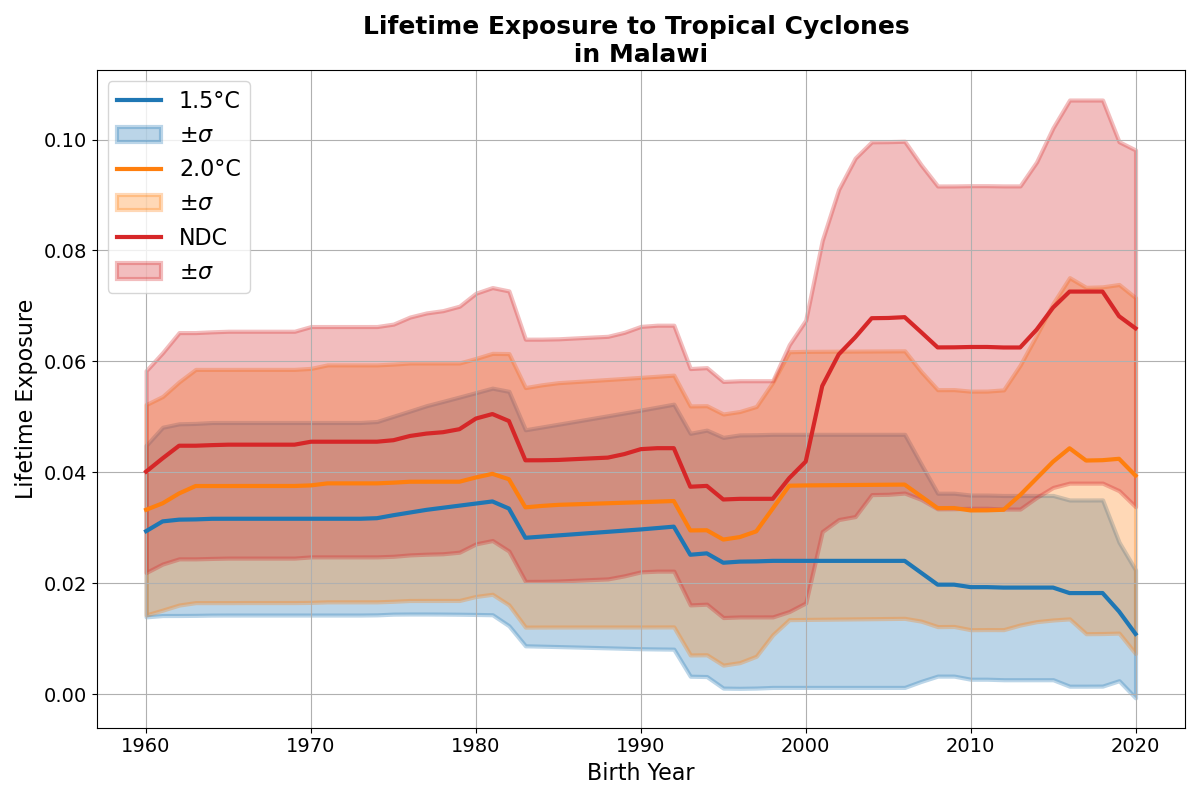 Lifetime Exposure to Tropical Cyclones
in Malawi
1.5°C
±σ
2.0°C
±σ
NDC
±σ
0.10
0.08
0.06
0.04
0.02
0.00
Lifetime Exposure
1960 1970 1980 1990 2000 2010 2020
Birth Year